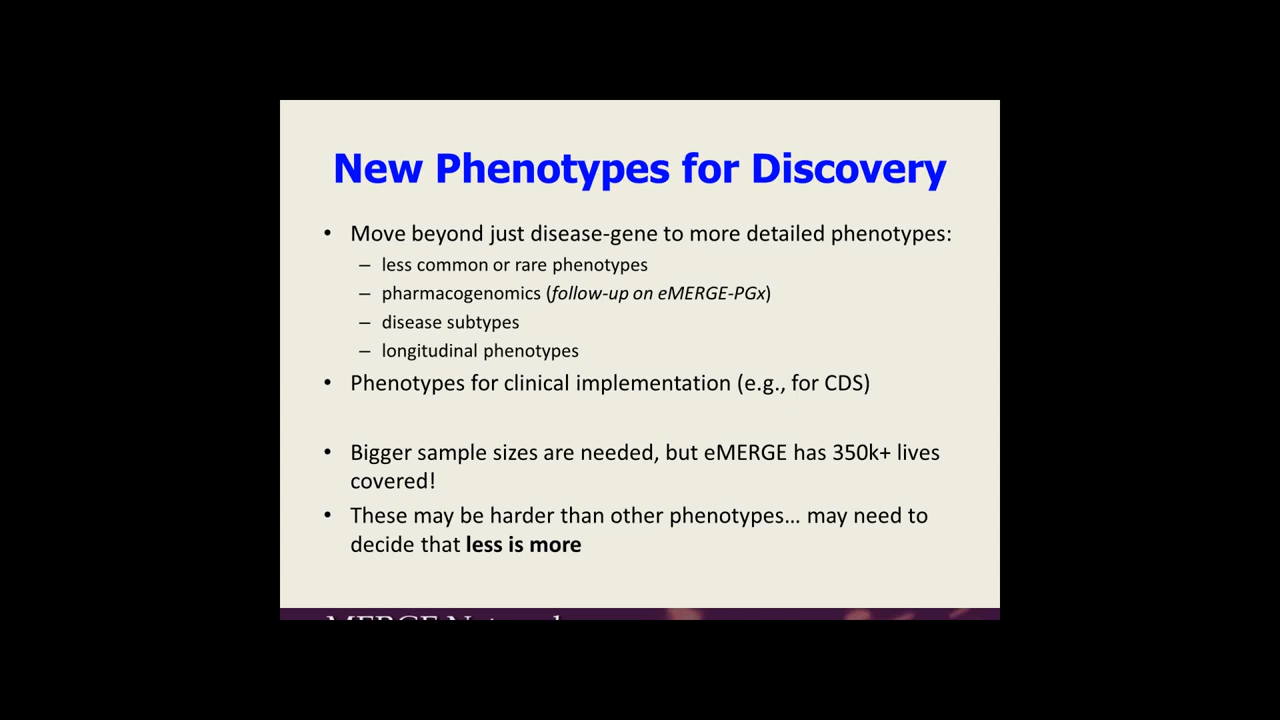 New Phenotypes for Discovery
• Move beyond just disease-gene to more detailed phenotypes:
– less common or rare phenotypes
– pharmacogenomics (follow-up on eMERGE-PGx)
– disease subtypes
– longitudinal phenotypes
• Phenotypes for clinical implementation (e.g., for CDS)
• Bigger sample sizes are needed, but eMERGE has 350k+ lives
covered!
• These may be harder than other phenotypes… may need to
decide that less is more